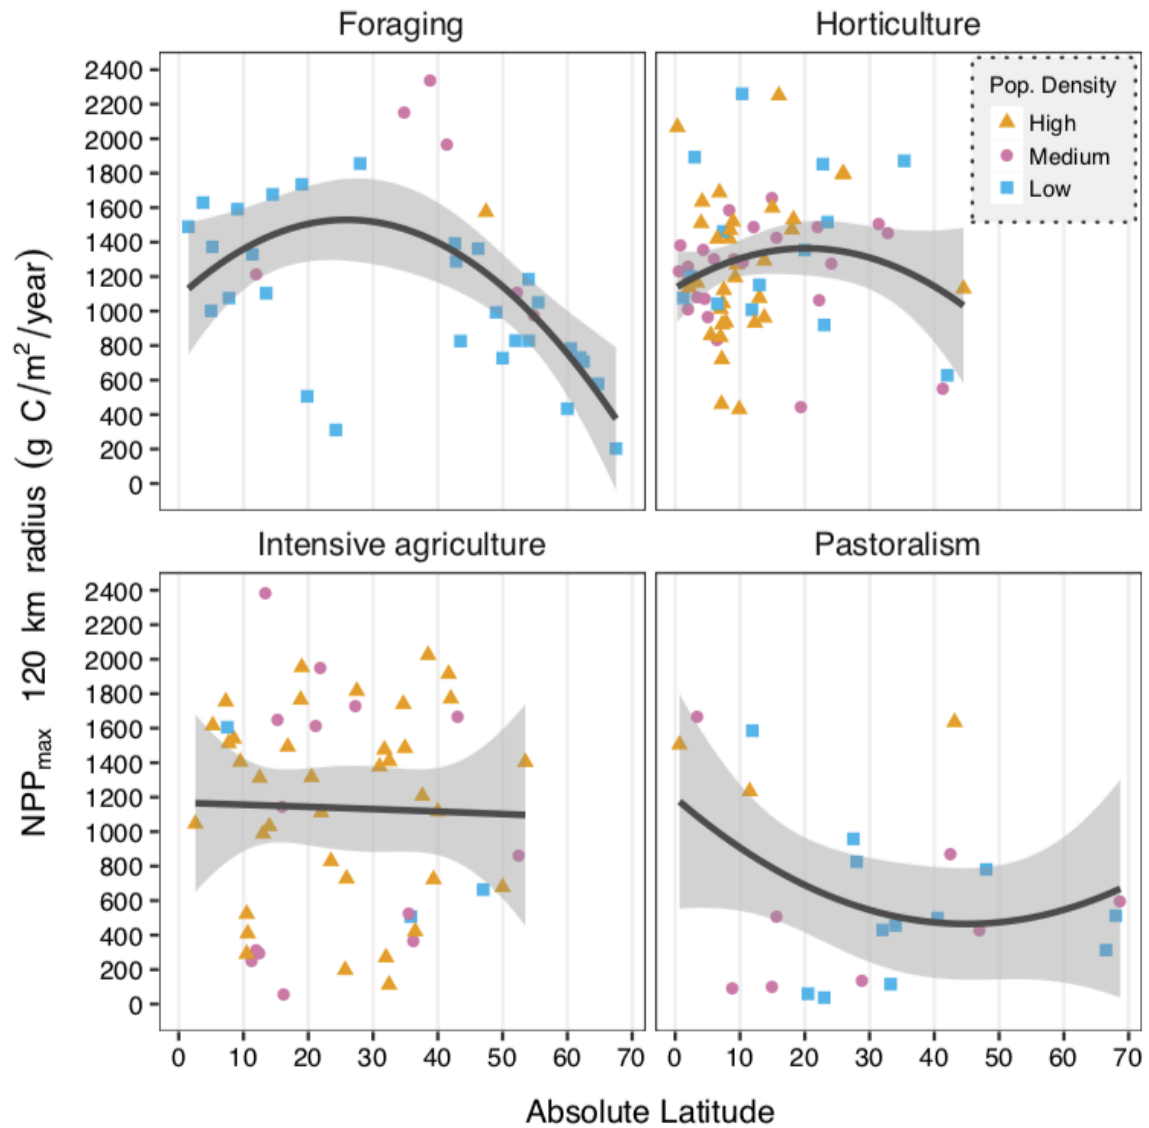 Foraging
Horticulture
2400
2200
2000
1800
1600
1400
1200
1000
800
600
400
200
0
Pop. Density
High
Medium
Low
NPPmax 120 km radius (g C/m²/year)
Intensive agriculture
Pastoralism
2400
2200
2000
1800
1600
1400
1200
1000
800
600
400
200
0
0 10 20 30 40 50 60 70
0 10 20 30 40 50 60 70
Absolute Latitude